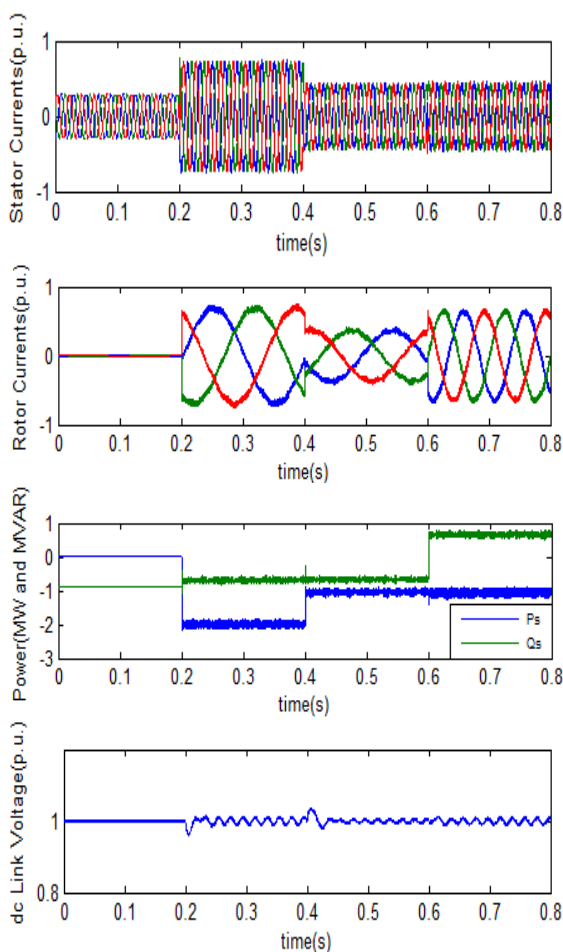 Stator Currents(p.u.)
1
0
-1
0 0.1 0.2 0.3 0.4 0.5 0.6 0.7 0.8
time(s)
Rotor Currents(p.u.)
1
0
-1
0 0.1 0.2 0.3 0.4 0.5 0.6 0.7 0.8
time(s)
Power(MW and MVAR)
1
0
-1
-2
-3
Ps
Qs
0 0.1 0.2 0.3 0.4 0.5 0.6 0.7 0.8
time(s)
dc Link Voltage(p.u.)
1
0.8
0 0.1 0.2 0.3 0.4 0.5 0.6 0.7 0.8
time(s)